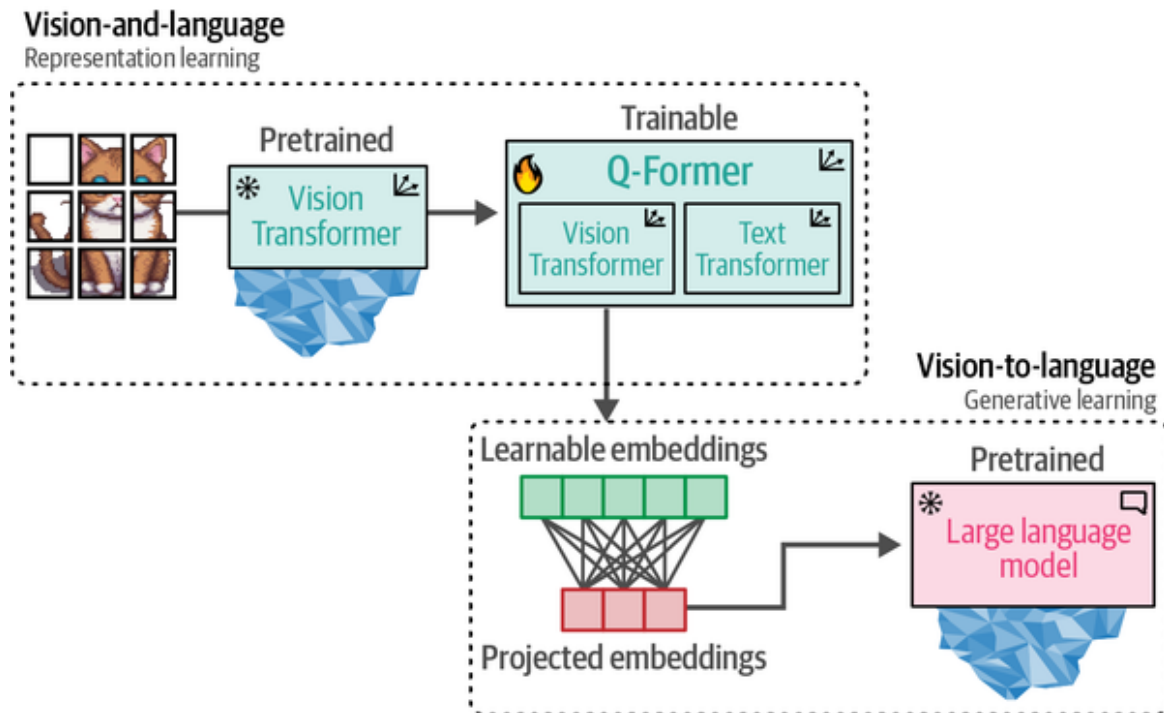 Vision-and-language
Representation learning
Pretrained
Vision
Transformer
Trainable
Q-Former
Vision
Transformer
Text
Transformer
Vision-to-language
Generative learning
Learnable embeddings
Projected embeddings
Pretrained
Large language
model